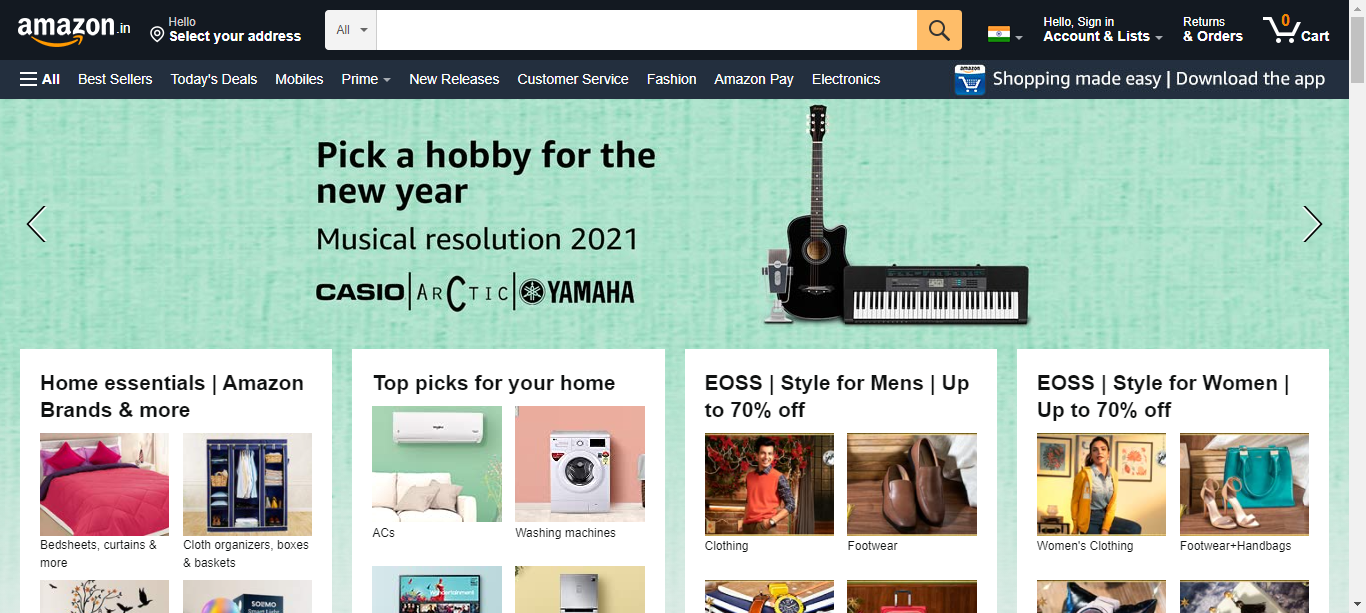 amazon.in
Hello
Select your address
All
Hello, Sign in
Account & Lists
Returns
& Orders
0
Cart
All
Best Sellers
Today's Deals
Mobiles
Prime
New Releases
Customer Service
Fashion
Amazon Pay
Electronics
amazon
Shopping made easy | Download the app
Pick a hobby for the
new year
Musical resolution 2021
CASIO | ARCTIC | YAMAHA
Home essentials | Amazon
Brands & more
Bedsheets, curtains &
more
Cloth organizers, boxes
& baskets
Top picks for your home
ACs
Washing machines
EOSS | Style for Mens | Up
to 70% off
Clothing
Footwear
EOSS | Style for Women |
Up to 70% off
Women's Clothing
Footwear+Handbags